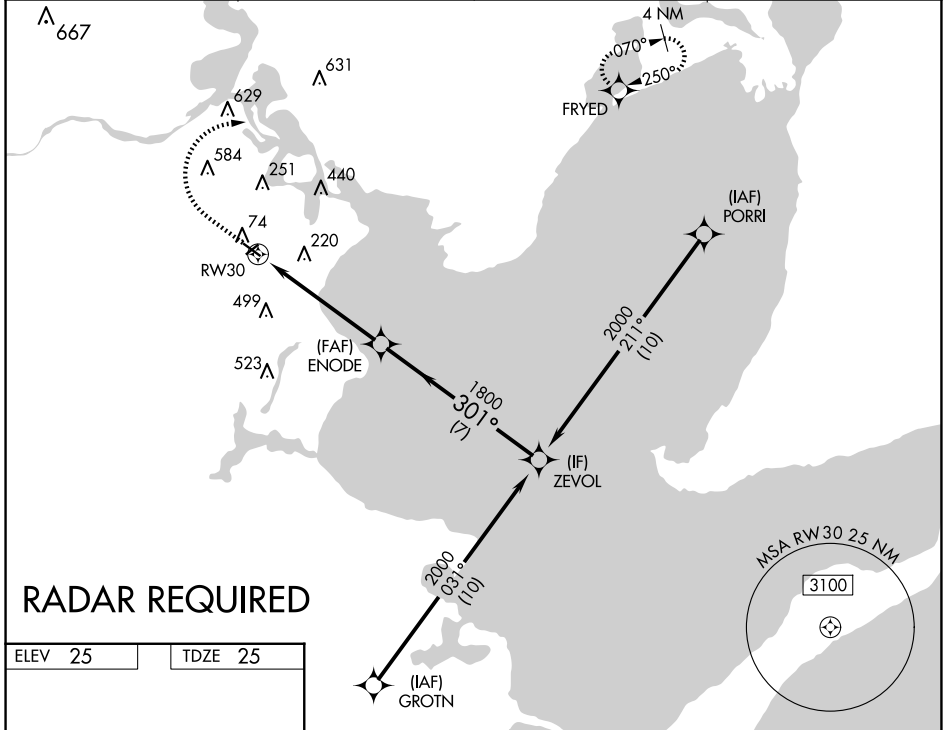 667
631
629
584
251
440
74
220
RW30
499
523
4 NM
070°
250°
FRYED
(IAF)
PORRI
2000
211°
(10)
(FAF)
ENODE
1800
301°
(7)
(IF)
ZEVOL
2000
031°
(10)
(IAF)
GROTN
MSA RW30 25 NM
3100
RADAR REQUIRED
ELEV 25
TDZE 25